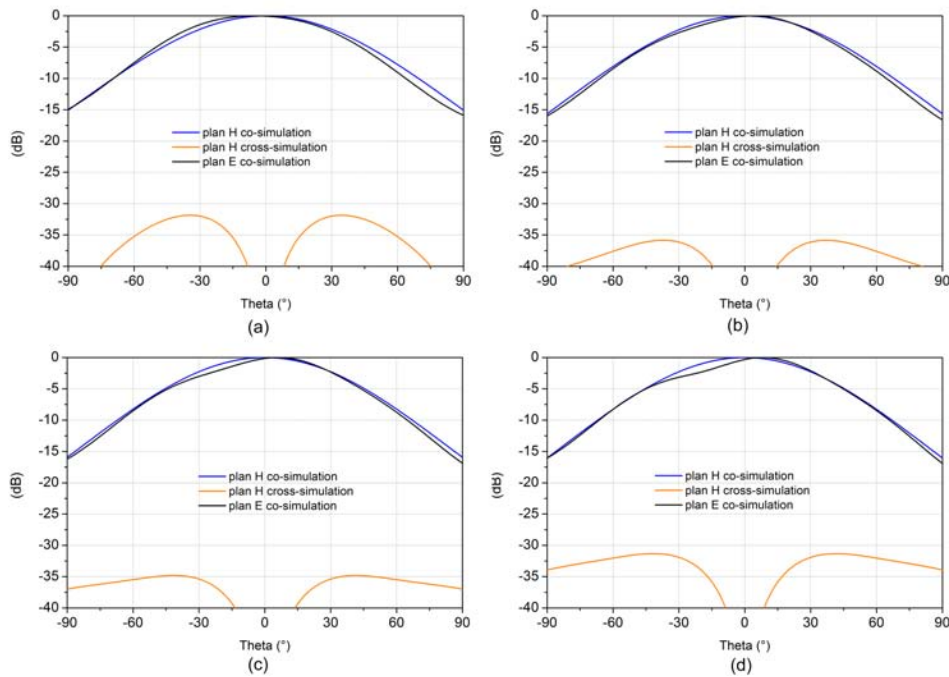 0
-5
-10
-15
-20
-25
-30
-35
-40
(dB)
plan H co-simulation
plan H cross-simulation
plan E co-simulation
-90 -60 -30 0 30 60 90
Theta (°)
(a)
0
-5
-10
-15
-20
-25
-30
-35
-40
(dB)
plan H co-simulation
plan H cross-simulation
plan E co-simulation
-90 -60 -30 0 30 60 90
Theta (°)
(b)
0
-5
-10
-15
-20
-25
-30
-35
-40
(dB)
plan H co-simulation
plan H cross-simulation
plan E co-simulation
-90 -60 -30 0 30 60 90
Theta (°)
(c)
0
-5
-10
-15
-20
-25
-30
-35
-40
(dB)
plan H co-simulation
plan H cross-simulation
plan E co-simulation
-90 -60 -30 0 30 60 90
Theta (°)
(d)